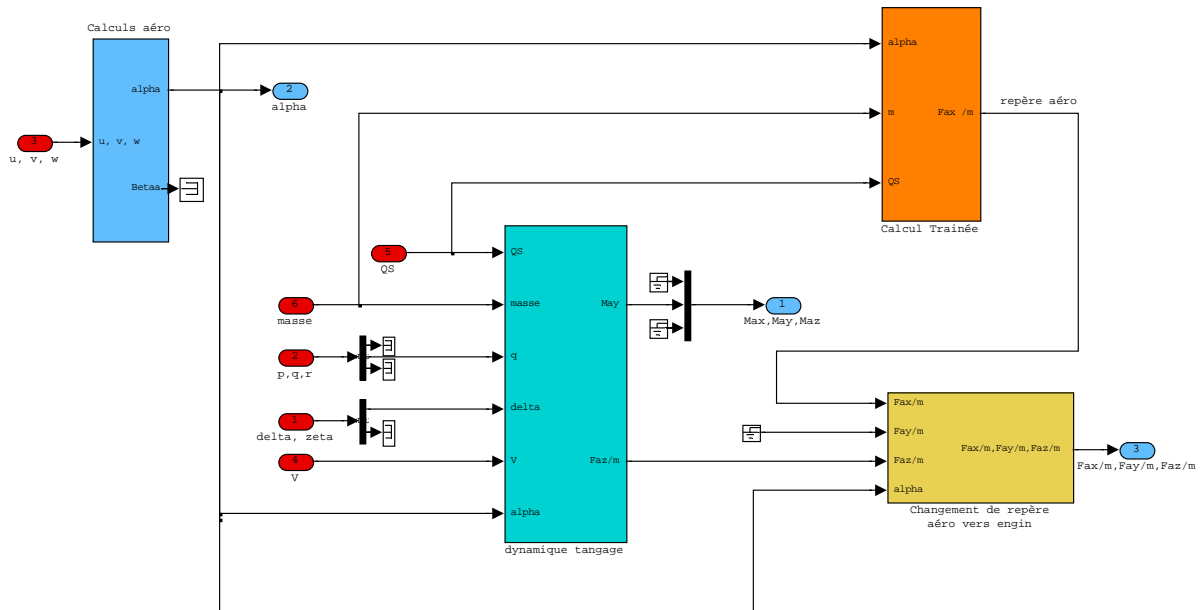 Calculs aéro
alpha
u, v, w
Betaa
3
u, v, w
2
alpha
alpha
m
QS
Fax /m
Calcul Trainée
repère aéro
5
QS
6
masse
2
p,q,r
1
delta, zeta
4
V
QS
masse
q
delta
V
alpha
May
Faz/m
dynamique tangage
1
Max,May,Maz
Fax/m
Fay/m
Faz/m
alpha
Fax/m,Fay/m,Faz/m
Changement de repère
aéro vers engin
3
Fax/m,Fay/m,Faz/m